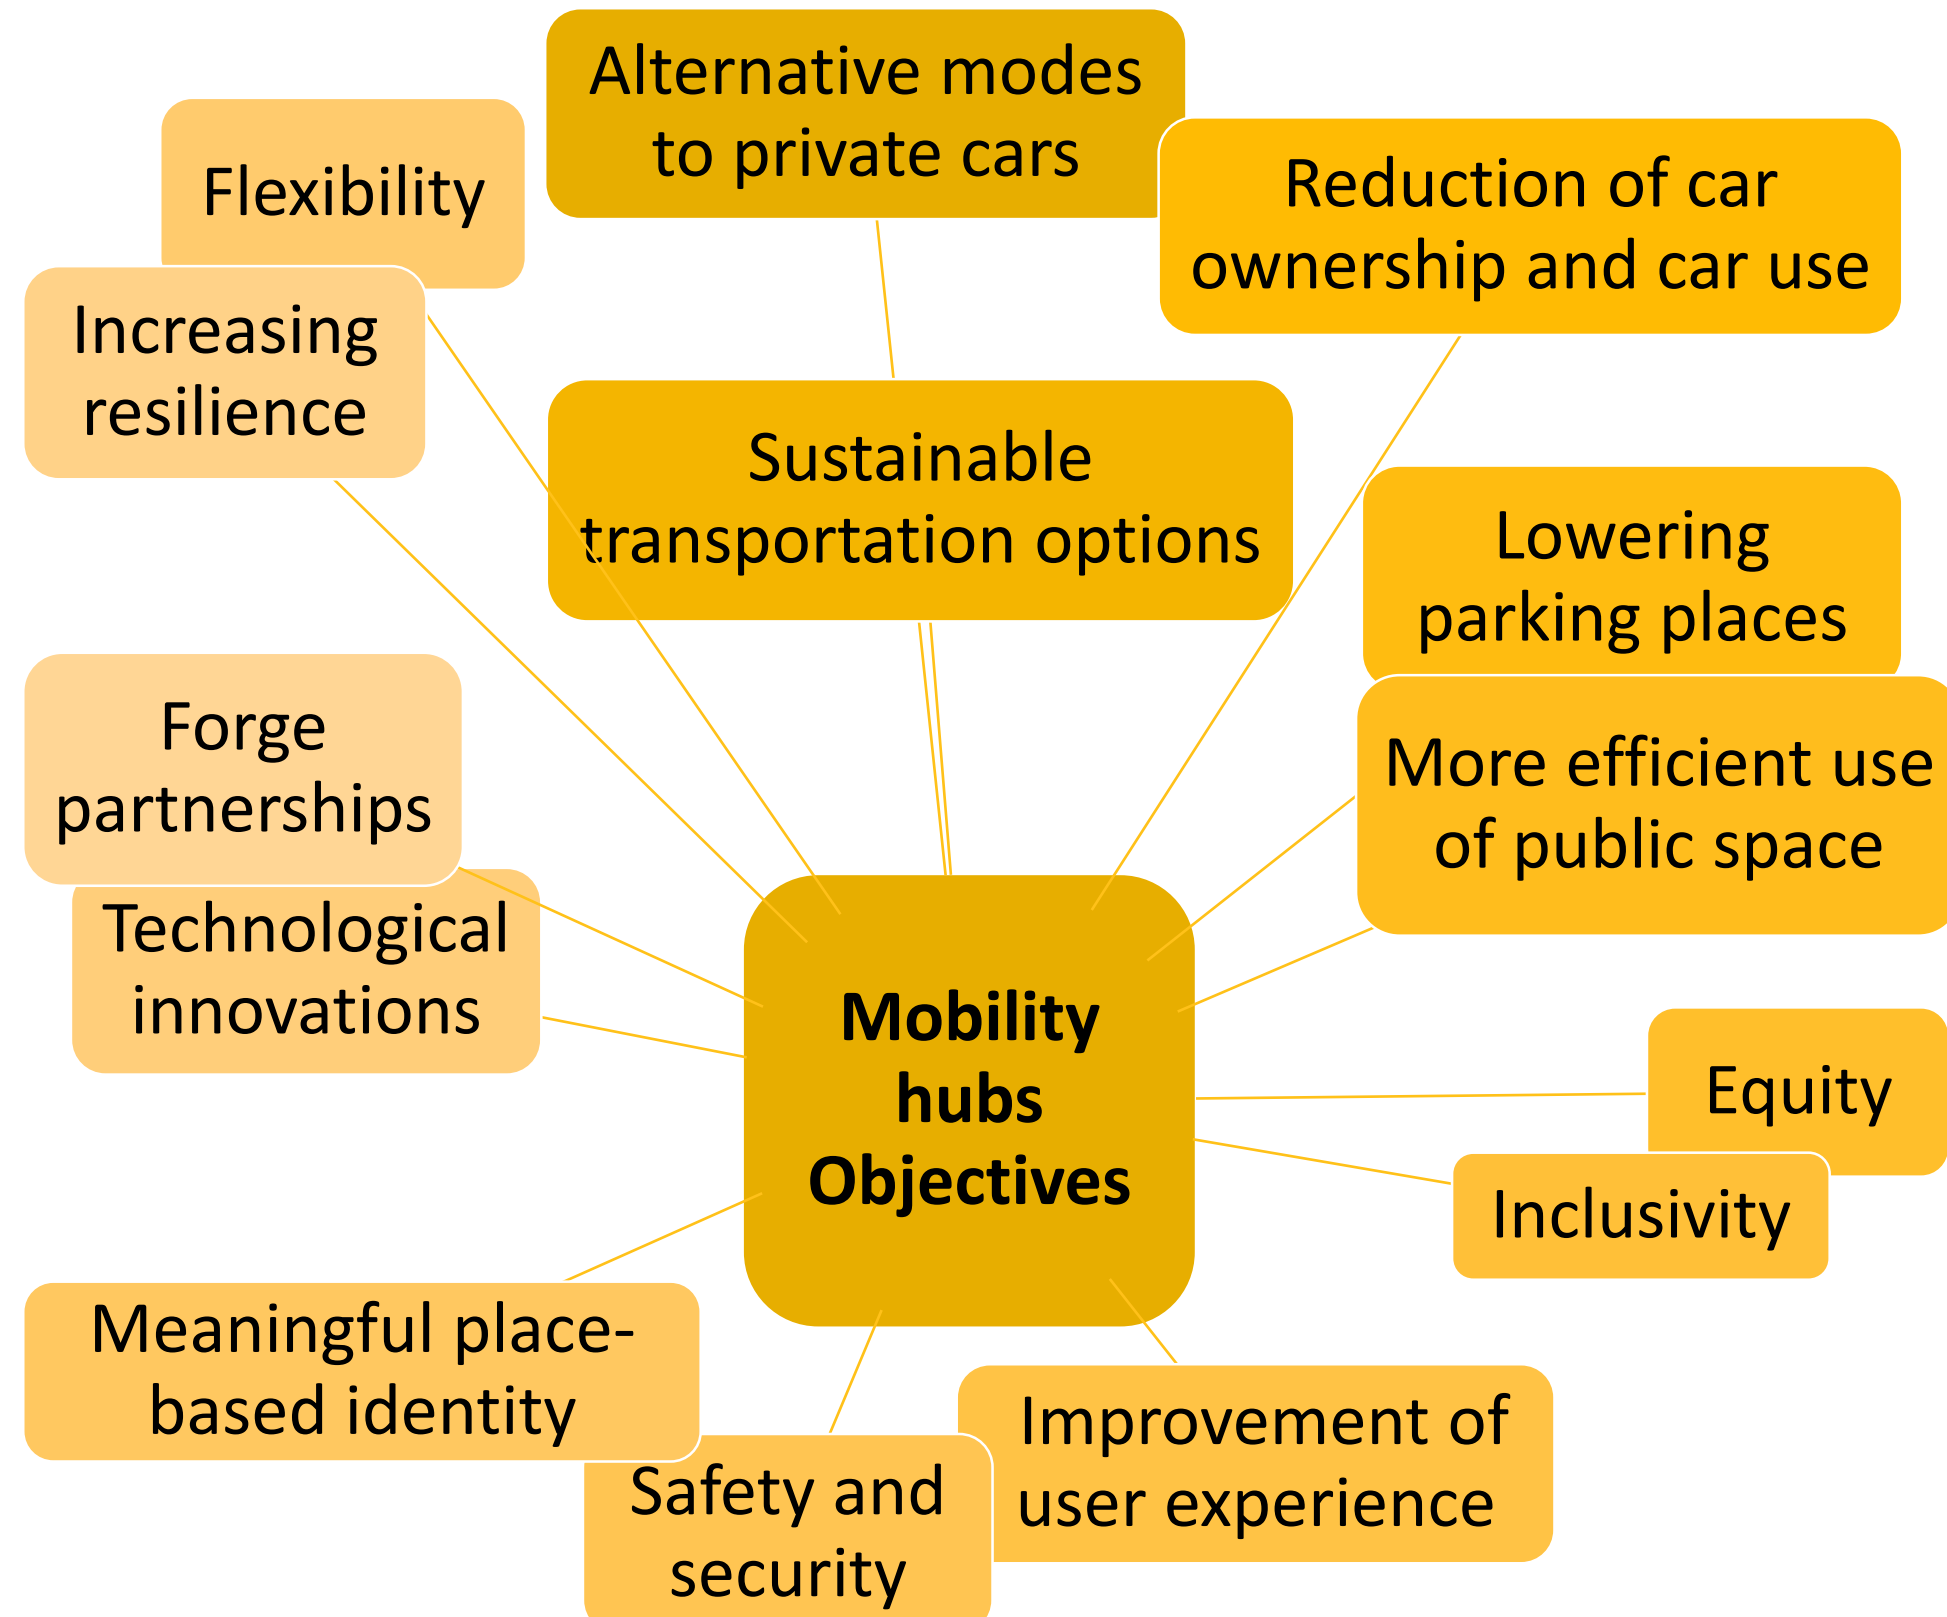 Alternative modes
to private cars
Flexibility
Reduction of car
ownership and car use
Increasing
resilience
Sustainable
transportation options
Lowering
parking places
Forge
partnerships
More efficient use
of public space
Technological
innovations
Mobility
hubs
Objectives
Equity
Inclusivity
Meaningful place-
based identity
Improvement of
user experience
Safety and
security